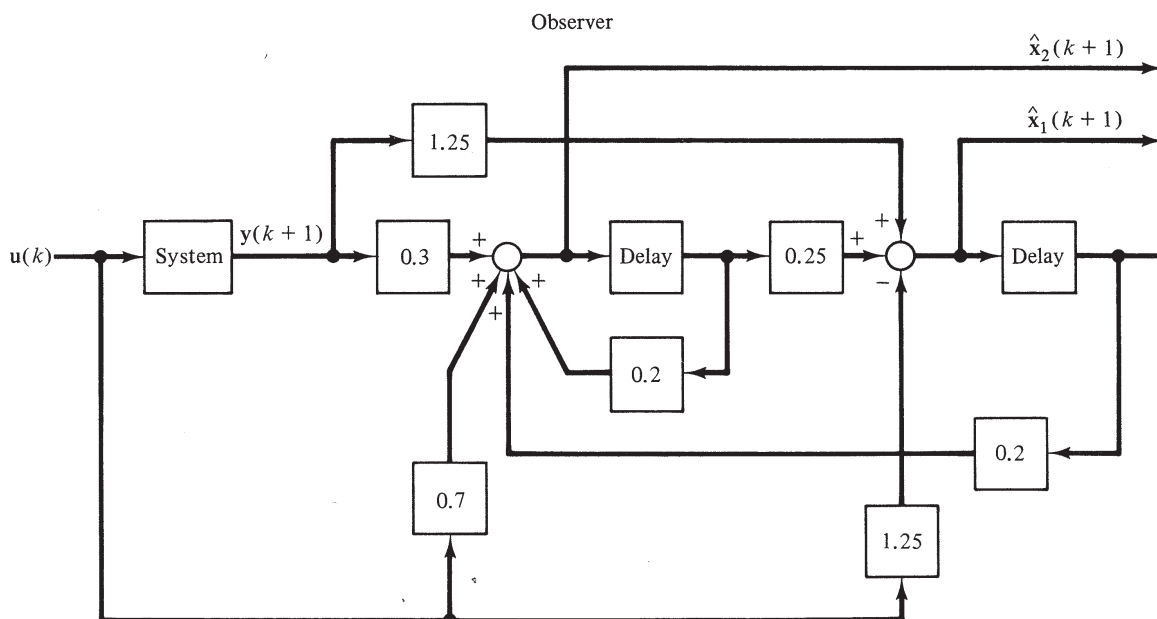 Observer
x̂₂(k + 1)
x̂₁(k + 1)
1.25
+
u(k)
System
y(k + 1)
0.3
+
+
+
+
Delay
0.25
+
−
Delay
0.2
0.2
0.7
1.25